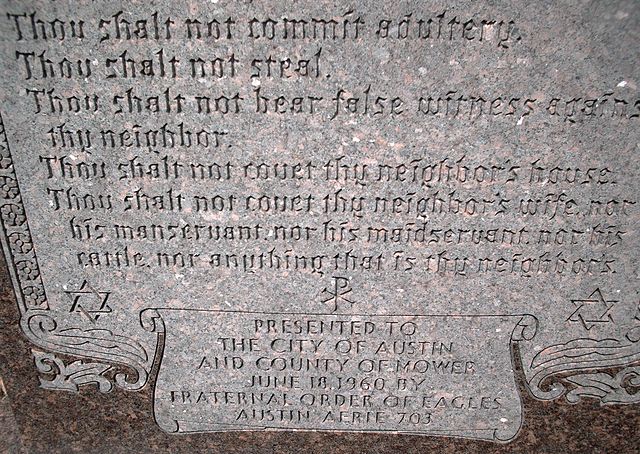 Thou shalt not commit adultery.
Thou shalt not steal.
Thou shalt not bear false witness agains
thy neighbor.
Thou shalt not covet thy neighbor's house.
Thou shalt not covet thy neighbor's wife, nor
his manservant, nor his maidservant, nor his
cattle, nor anything that is thy neighbor's.
PRESENTED TO
THE CITY OF AUSTIN
AND COUNTY OF MOWER
JUNE 18, 1960 BY
FRATERNAL ORDER OF EAGLES
AUSTIN AERIE 703